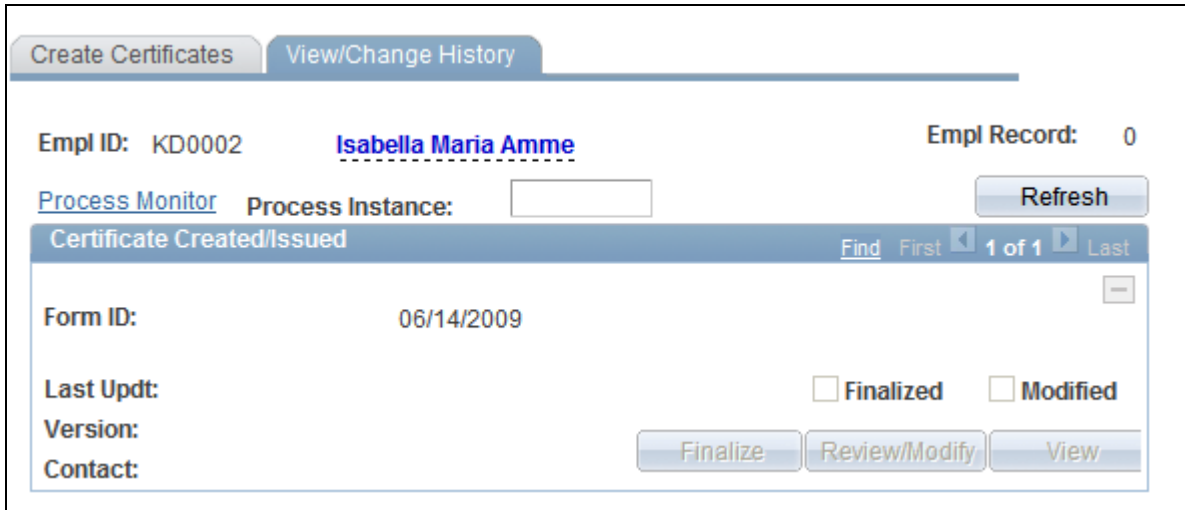 Create Certificates View/Change History
Empl ID: KD0002 Isabella Maria Amme Empl Record: 0
Process Monitor Process Instance: Refresh
Certificate Created/Issued Find First 1 of 1 Last
Form ID: 06/14/2009
Last Updt: Finalized Modified
Version:
Finalize Review/Modify View
Contact: